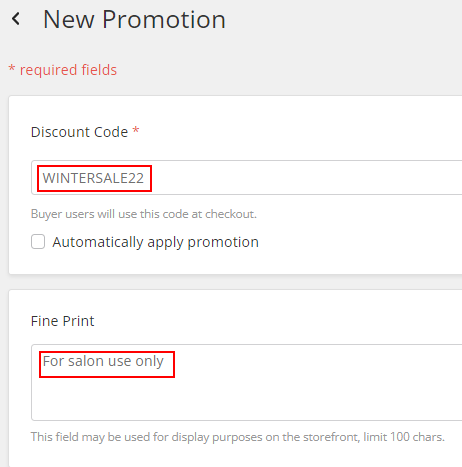 New Promotion
* required fields
Discount Code *
WINTERSALE22
Buyer users will use this code at checkout.
Automatically apply promotion
Fine Print
For salon use only
This field may be used for display purposes on the storefront, limit 100 chars.